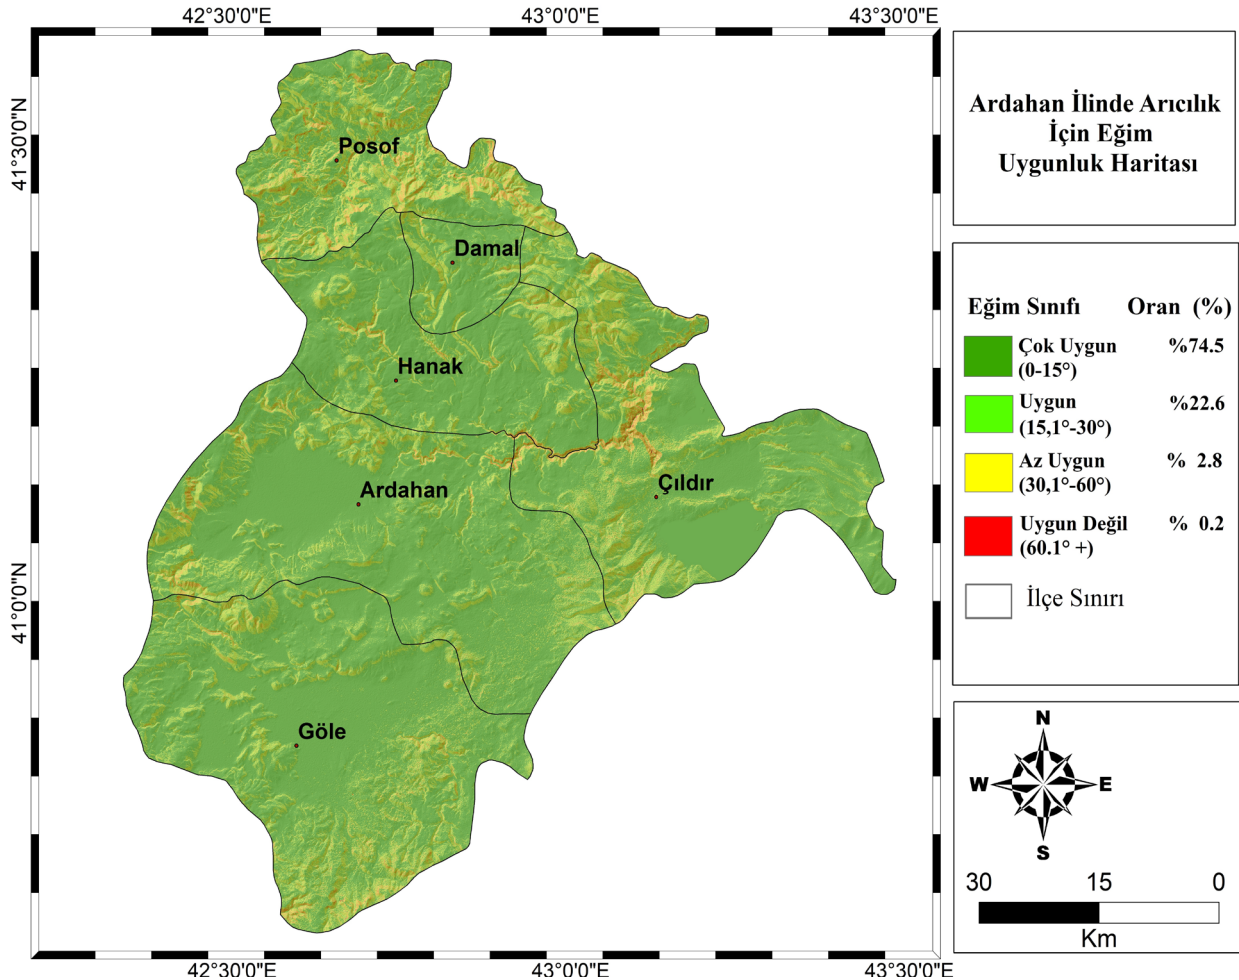 42°30'0"E
43°0'0"E
43°30'0"E
41°30'0"N
41°0'0"N
Posof
Damal
Hanak
Ardahan
Çıldır
Göle
42°30'0"E
43°0'0"E
43°30'0"E
Ardahan İlinde Arıcılık
İçin Eğim
Uygunluk Haritası
Eğim Sınıfı Oran (%)
Çok Uygun %74.5
(0-15°)
Uygun %22.6
(15,1°-30°)
Az Uygun % 2.8
(30,1°-60°)
Uygun Değil % 0.2
(60.1° +)
İlçe Sınırı
N
W E
S
30 15 0
Km